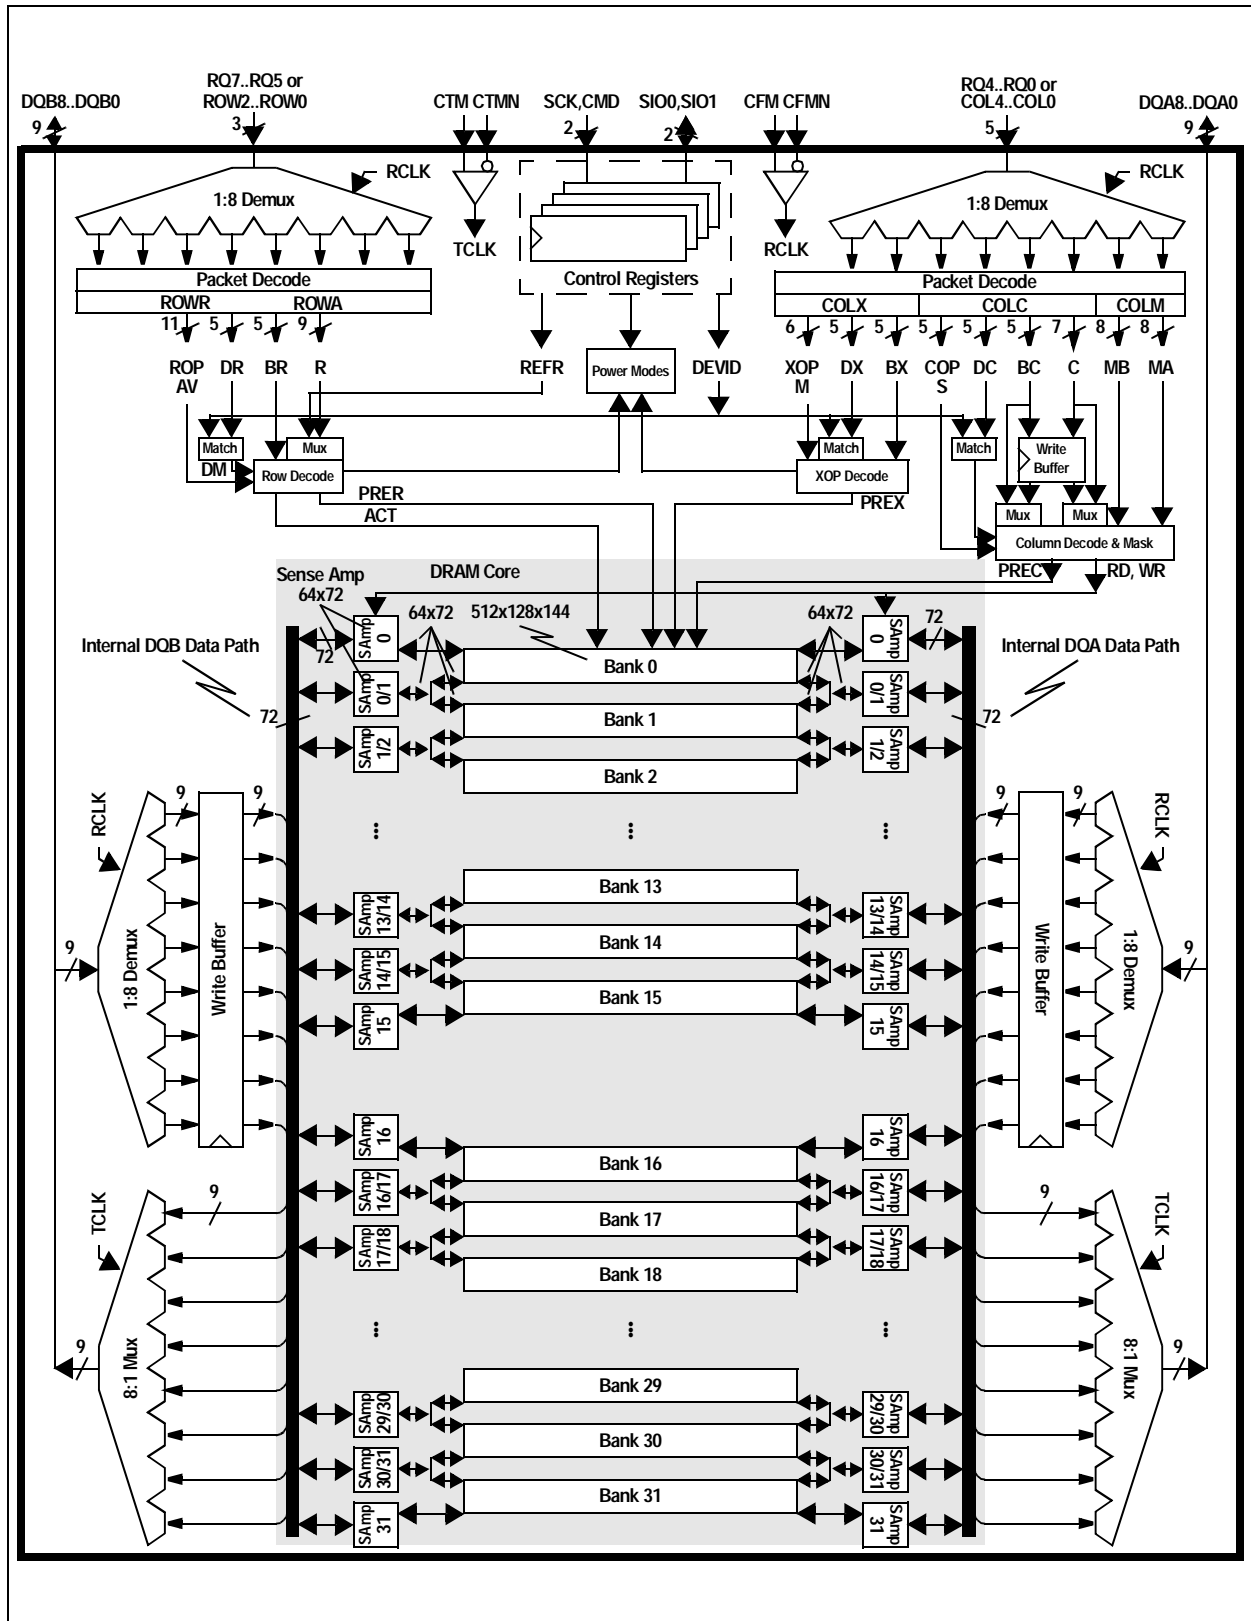 RQ7..RQ5 or
ROW2..ROW0
RQ4..RQ0 or
COL4..COL0
DQB8..DQB0
CTM CTMN
SCK,CMD
SIO0,SIO1
CFM CFMN
DQA8..DQA0
9
3
2
2
5
9
RCLK
RCLK
1:8 Demux
1:8 Demux
TCLK
RCLK
Control Registers
Packet Decode
Packet Decode
ROWR
ROWA
COLX
COLC
COLM
11
5
5
9
6
5
5
5
5
5
7
8
8
ROP
AV
DR
BR
R
REFR
Power Modes
DEVID
XOP
M
DX
BX
COP
S
DC
BC
C
MB
MA
Match
Mux
Match
Match
Write
Buffer
DM
Row Decode
XOP Decode
PRER
PREX
ACT
Mux
Mux
Column Decode & Mask
PREC
RD, WR
Sense Amp
DRAM Core
64x72
64x72
512x128x144
64x72
72
72
Internal DQB Data Path
Internal DQA Data Path
SAmp
0
Bank 0
SAmp
0
SAmp
0/1
SAmp
0/1
72
72
Bank 1
SAmp
1/2
SAmp
1/2
Bank 2
9
9
9
9
RCLK
RCLK
•••
•••
•••
Bank 13
SAmp
13/14
SAmp
13/14
Bank 14
SAmp
14/15
SAmp
14/15
Bank 15
SAmp
15
SAmp
15
9
1:8 Demux
Write Buffer
Write Buffer
1:8 Demux
9
SAmp
16
SAmp
16
Bank 16
SAmp
16/17
SAmp
16/17
Bank 17
SAmp
17/18
SAmp
17/18
Bank 18
9
9
TCLK
TCLK
•••
•••
•••
9
8:1 Mux
8:1 Mux
9
Bank 29
SAmp
29/30
SAmp
29/30
Bank 30
SAmp
30/31
SAmp
30/31
Bank 31
SAmp
31
SAmp
31